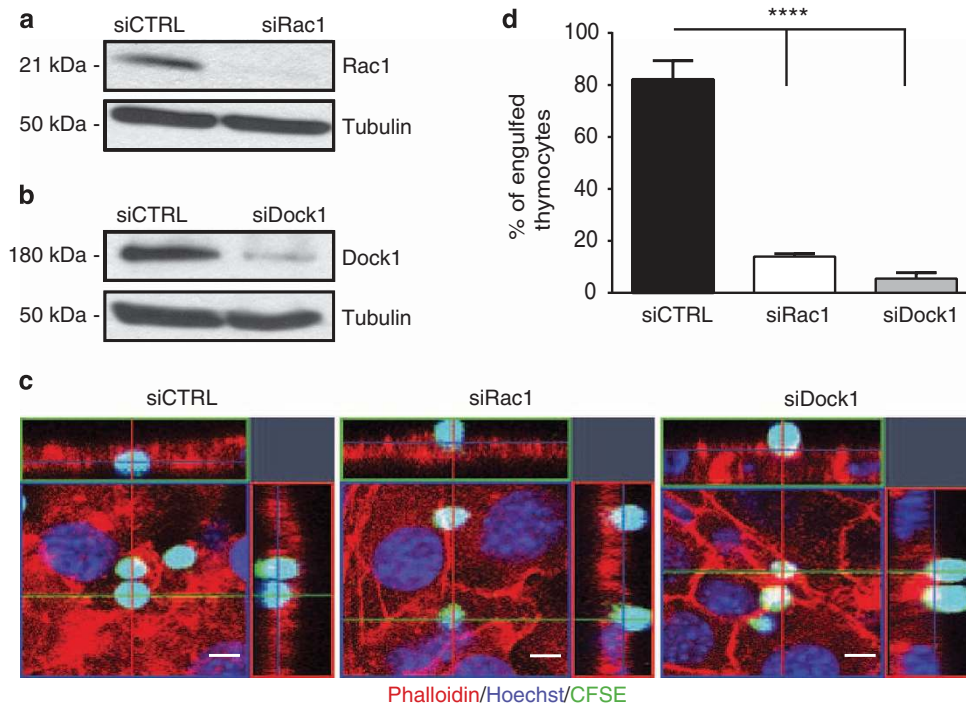 a
siCTRL siRac1
21 kDa - Rac1
50 kDa - Tubulin
b
siCTRL siDock1
180 kDa - Dock1
50 kDa - Tubulin
c
siCTRL siRac1 siDock1
Phalloidin/Hoechst/CFSE
d
****
% of engulfed
thymocytes
100
80
60
40
20
0
siCTRL siRac1 siDock1